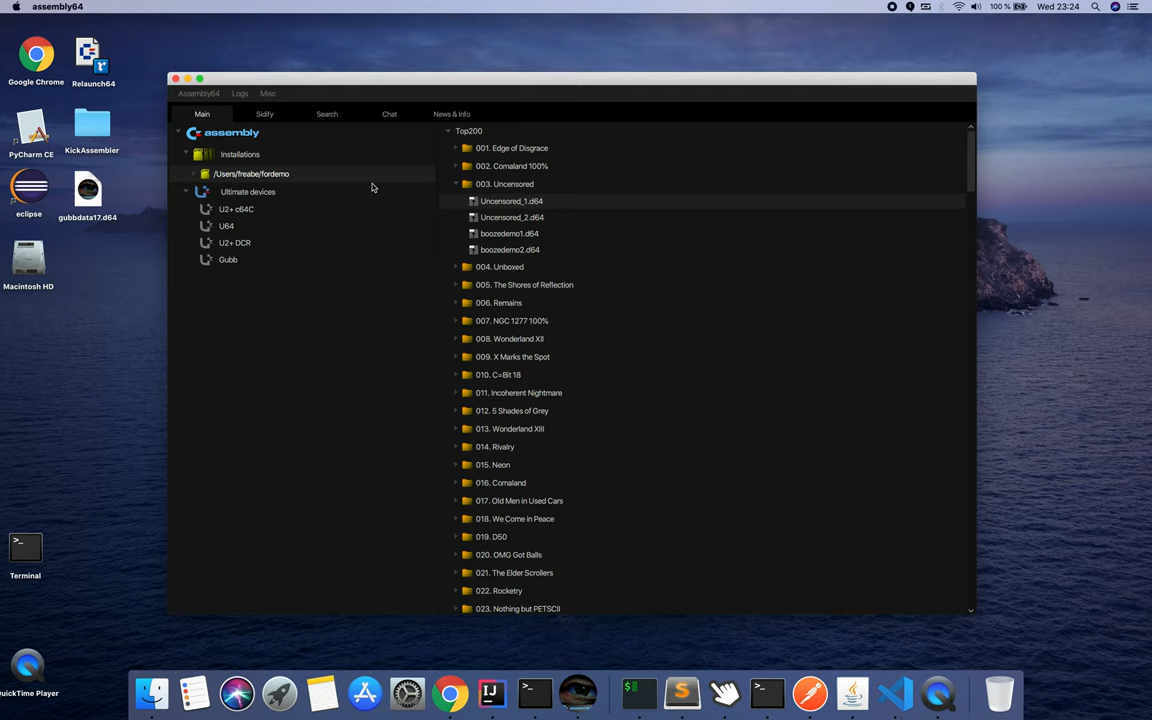 assembly64
100 %
Wed 23:24
Google Chrome
Relaunch64
PyCharm CE
KickAssembler
eclipse
gubbdata17.d64
Macintosh HD
Terminal
QuickTime Player
Assembly64 Logs Misc
Main Sidify Search Chat News & Info
assembly
Installations
/Users/freabe/fordemo
Ultimate devices
U2+ c64C
U64
U2+ DCR
Gubb
Top200
001. Edge of Disgrace
002. Comaland 100%
003. Uncensored
Uncensored_1.d64
Uncensored_2.d64
boozedemo1.d64
boozedemo2.d64
004. Unboxed
005. The Shores of Reflection
006. Remains
007. NGC 1277 100%
008. Wonderland XII
009. X Marks the Spot
010. C=Bit 18
011. Incoherent Nightmare
012. 5 Shades of Grey
013. Wonderland XIII
014. Rivalry
015. Neon
016. Comaland
017. Old Men in Used Cars
018. We Come in Peace
019. D50
020. OMG Got Balls
021. The Elder Scrollers
022. Rocketry
023. Nothing but PETSCII
IJ